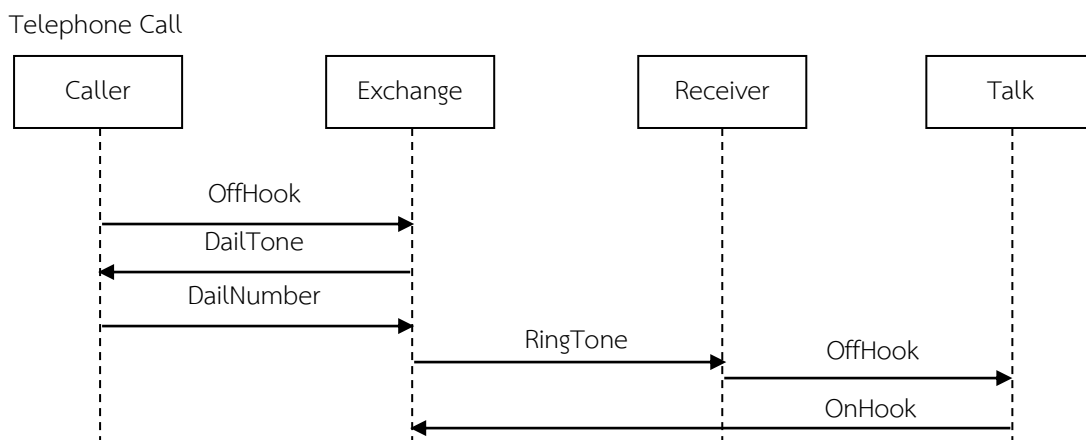 Telephone Call
Caller
Exchange
Receiver
Talk
OffHook
DailTone
DailNumber
RingTone
OffHook
OnHook